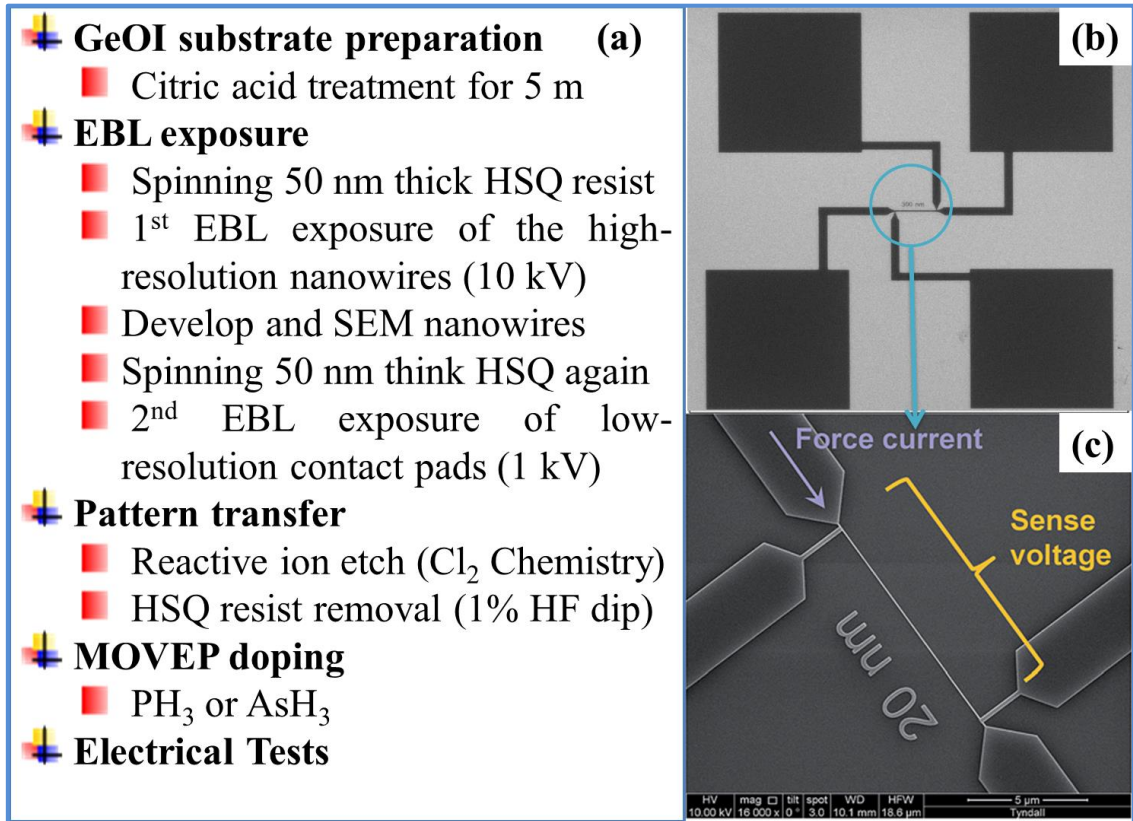 GeOI substrate preparation (a)
Citric acid treatment for 5 m
EBL exposure
Spinning 50 nm thick HSQ resist
1st EBL exposure of the high-
resolution nanowires (10 kV)
Develop and SEM nanowires
Spinning 50 nm think HSQ again
2nd EBL exposure of low-
resolution contact pads (1 kV)
Pattern transfer
Reactive ion etch (Cl2 Chemistry)
HSQ resist removal (1% HF dip)
MOVEP doping
PH3 or AsH3
Electrical Tests
(b)
300 nm
(c)
Force current
Sense
voltage
20 nm
HV mag tilt spot WD HFW 5 µm
10.00 kV 16 000 x 0° 3.0 10.1 mm 18.6 µm Tyndall